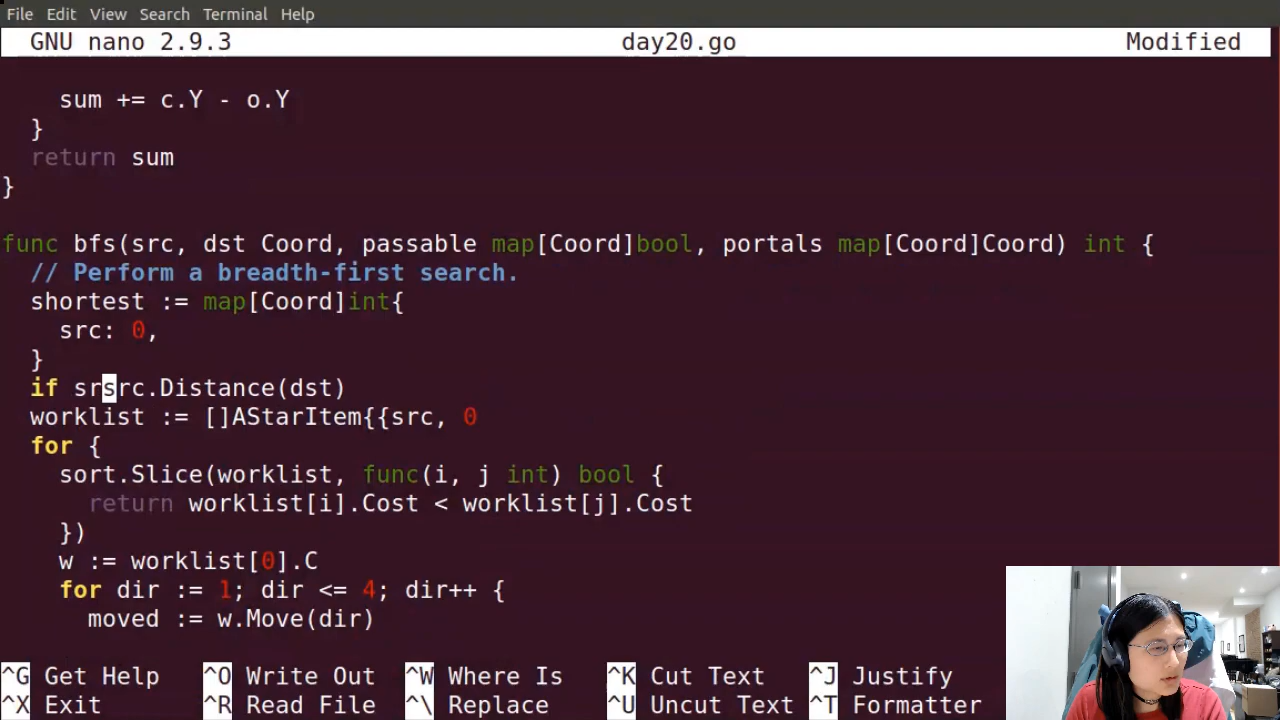 File Edit View Search Terminal Help
GNU nano 2.9.3 day20.go Modified
sum += c.Y - o.Y
}
return sum
}
func bfs(src, dst Coord, passable map[Coord]bool, portals map[Coord]Coord) int {
// Perform a breadth-first search.
shortest := map[Coord]int{
src: 0,
}
if srsrc.Distance(dst)
worklist := []AStarItem{{src, 0
for {
sort.Slice(worklist, func(i, j int) bool {
return worklist[i].Cost < worklist[j].Cost
})
w := worklist[0].C
for dir := 1; dir <= 4; dir++ {
moved := w.Move(dir)
^G Get Help ^O Write Out ^W Where Is ^K Cut Text ^J Justify
^X Exit ^R Read File ^\ Replace ^U Uncut Text ^T Formatter